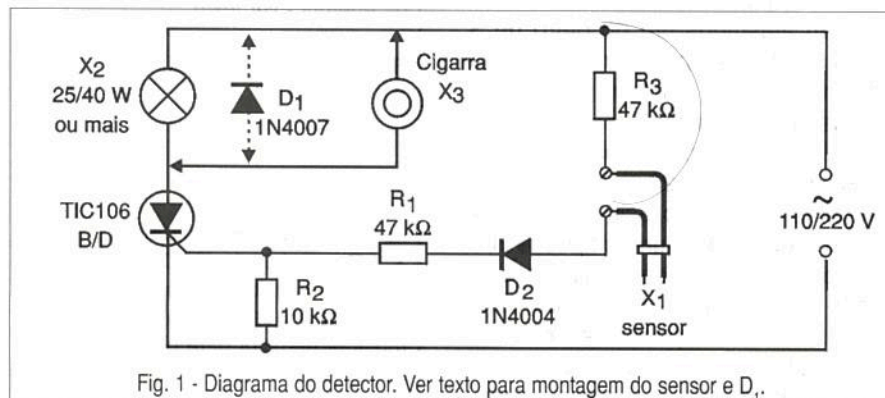 X2
25/40 W
ou mais
D1
1N4007
Cigarra
X3
R3
47 kΩ
TIC106
B/D
R1
47 kΩ
~
110/220 V
R2
10 kΩ
D2
1N4004
X1
sensor
Fig. 1 - Diagrama do detector. Ver texto para montagem do sensor e D1.